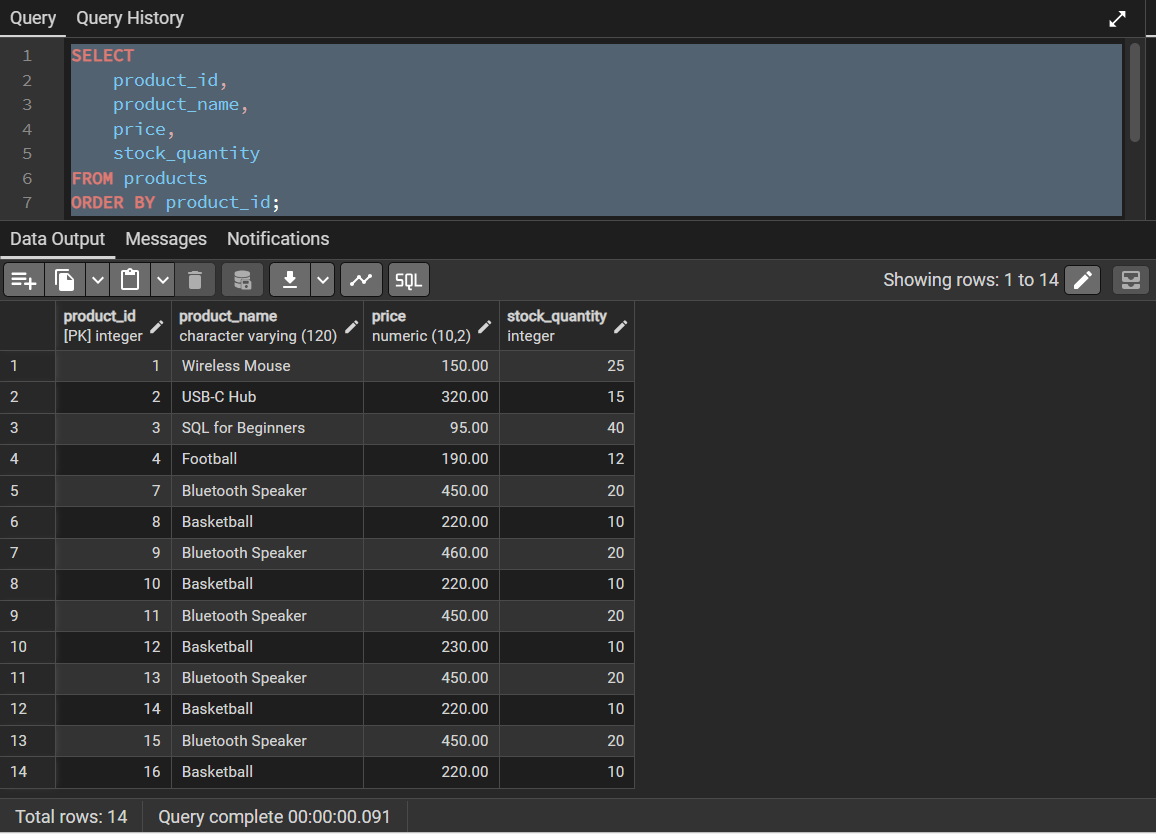 Query Query History
1 SELECT
2 product_id,
3 product_name,
4 price,
5 stock_quantity
6 FROM products
7 ORDER BY product_id;
Data Output Messages Notifications
SQL Showing rows: 1 to 14
product_id product_name price stock_quantity
[PK] integer character varying (120) numeric (10,2) integer
1 1 Wireless Mouse 150.00 25
2 2 USB-C Hub 320.00 15
3 3 SQL for Beginners 95.00 40
4 4 Football 190.00 12
5 7 Bluetooth Speaker 450.00 20
6 8 Basketball 220.00 10
7 9 Bluetooth Speaker 460.00 20
8 10 Basketball 220.00 10
9 11 Bluetooth Speaker 450.00 20
10 12 Basketball 230.00 10
11 13 Bluetooth Speaker 450.00 20
12 14 Basketball 220.00 10
13 15 Bluetooth Speaker 450.00 20
14 16 Basketball 220.00 10
Total rows: 14 Query complete 00:00:00.091